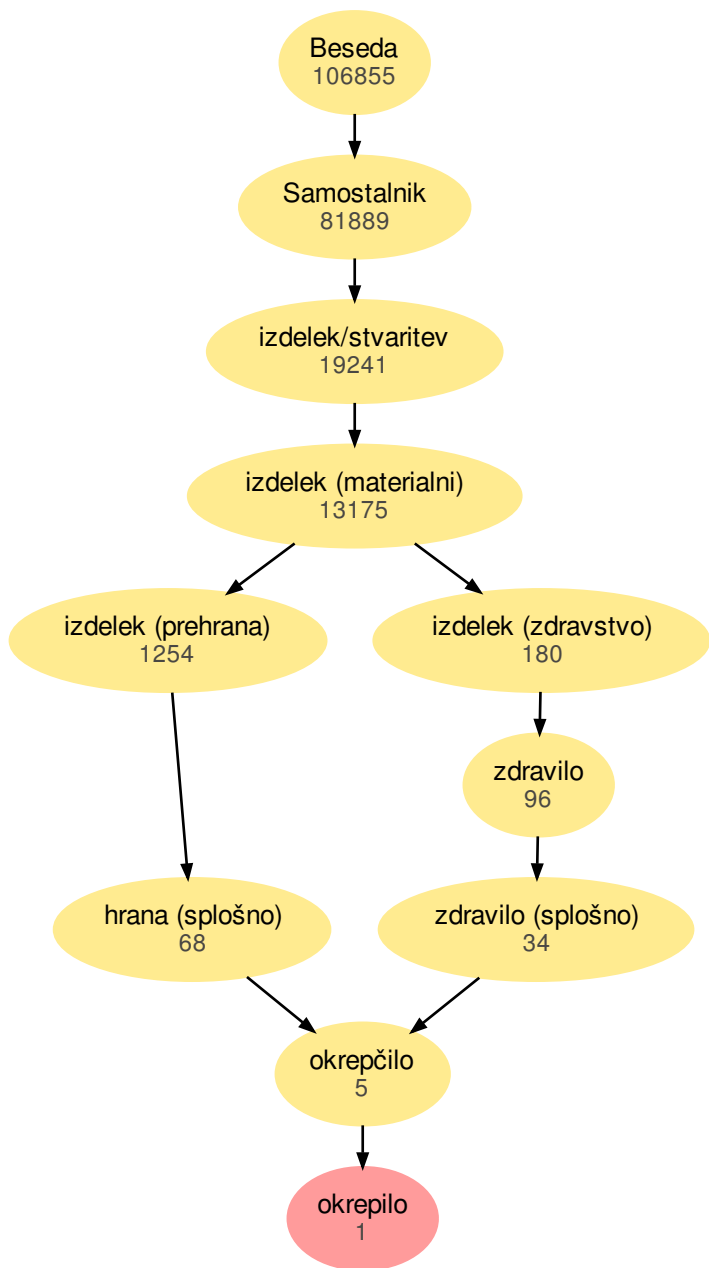 Beseda
106855
Samostalnik
81889
izdelek/stvaritev
19241
izdelek (materialni)
13175
izdelek (prehrana)
1254
izdelek (zdravstvo)
180
zdravilo
96
hrana (splošno)
68
zdravilo (splošno)
34
okrepčilo
5
okrepilo
1